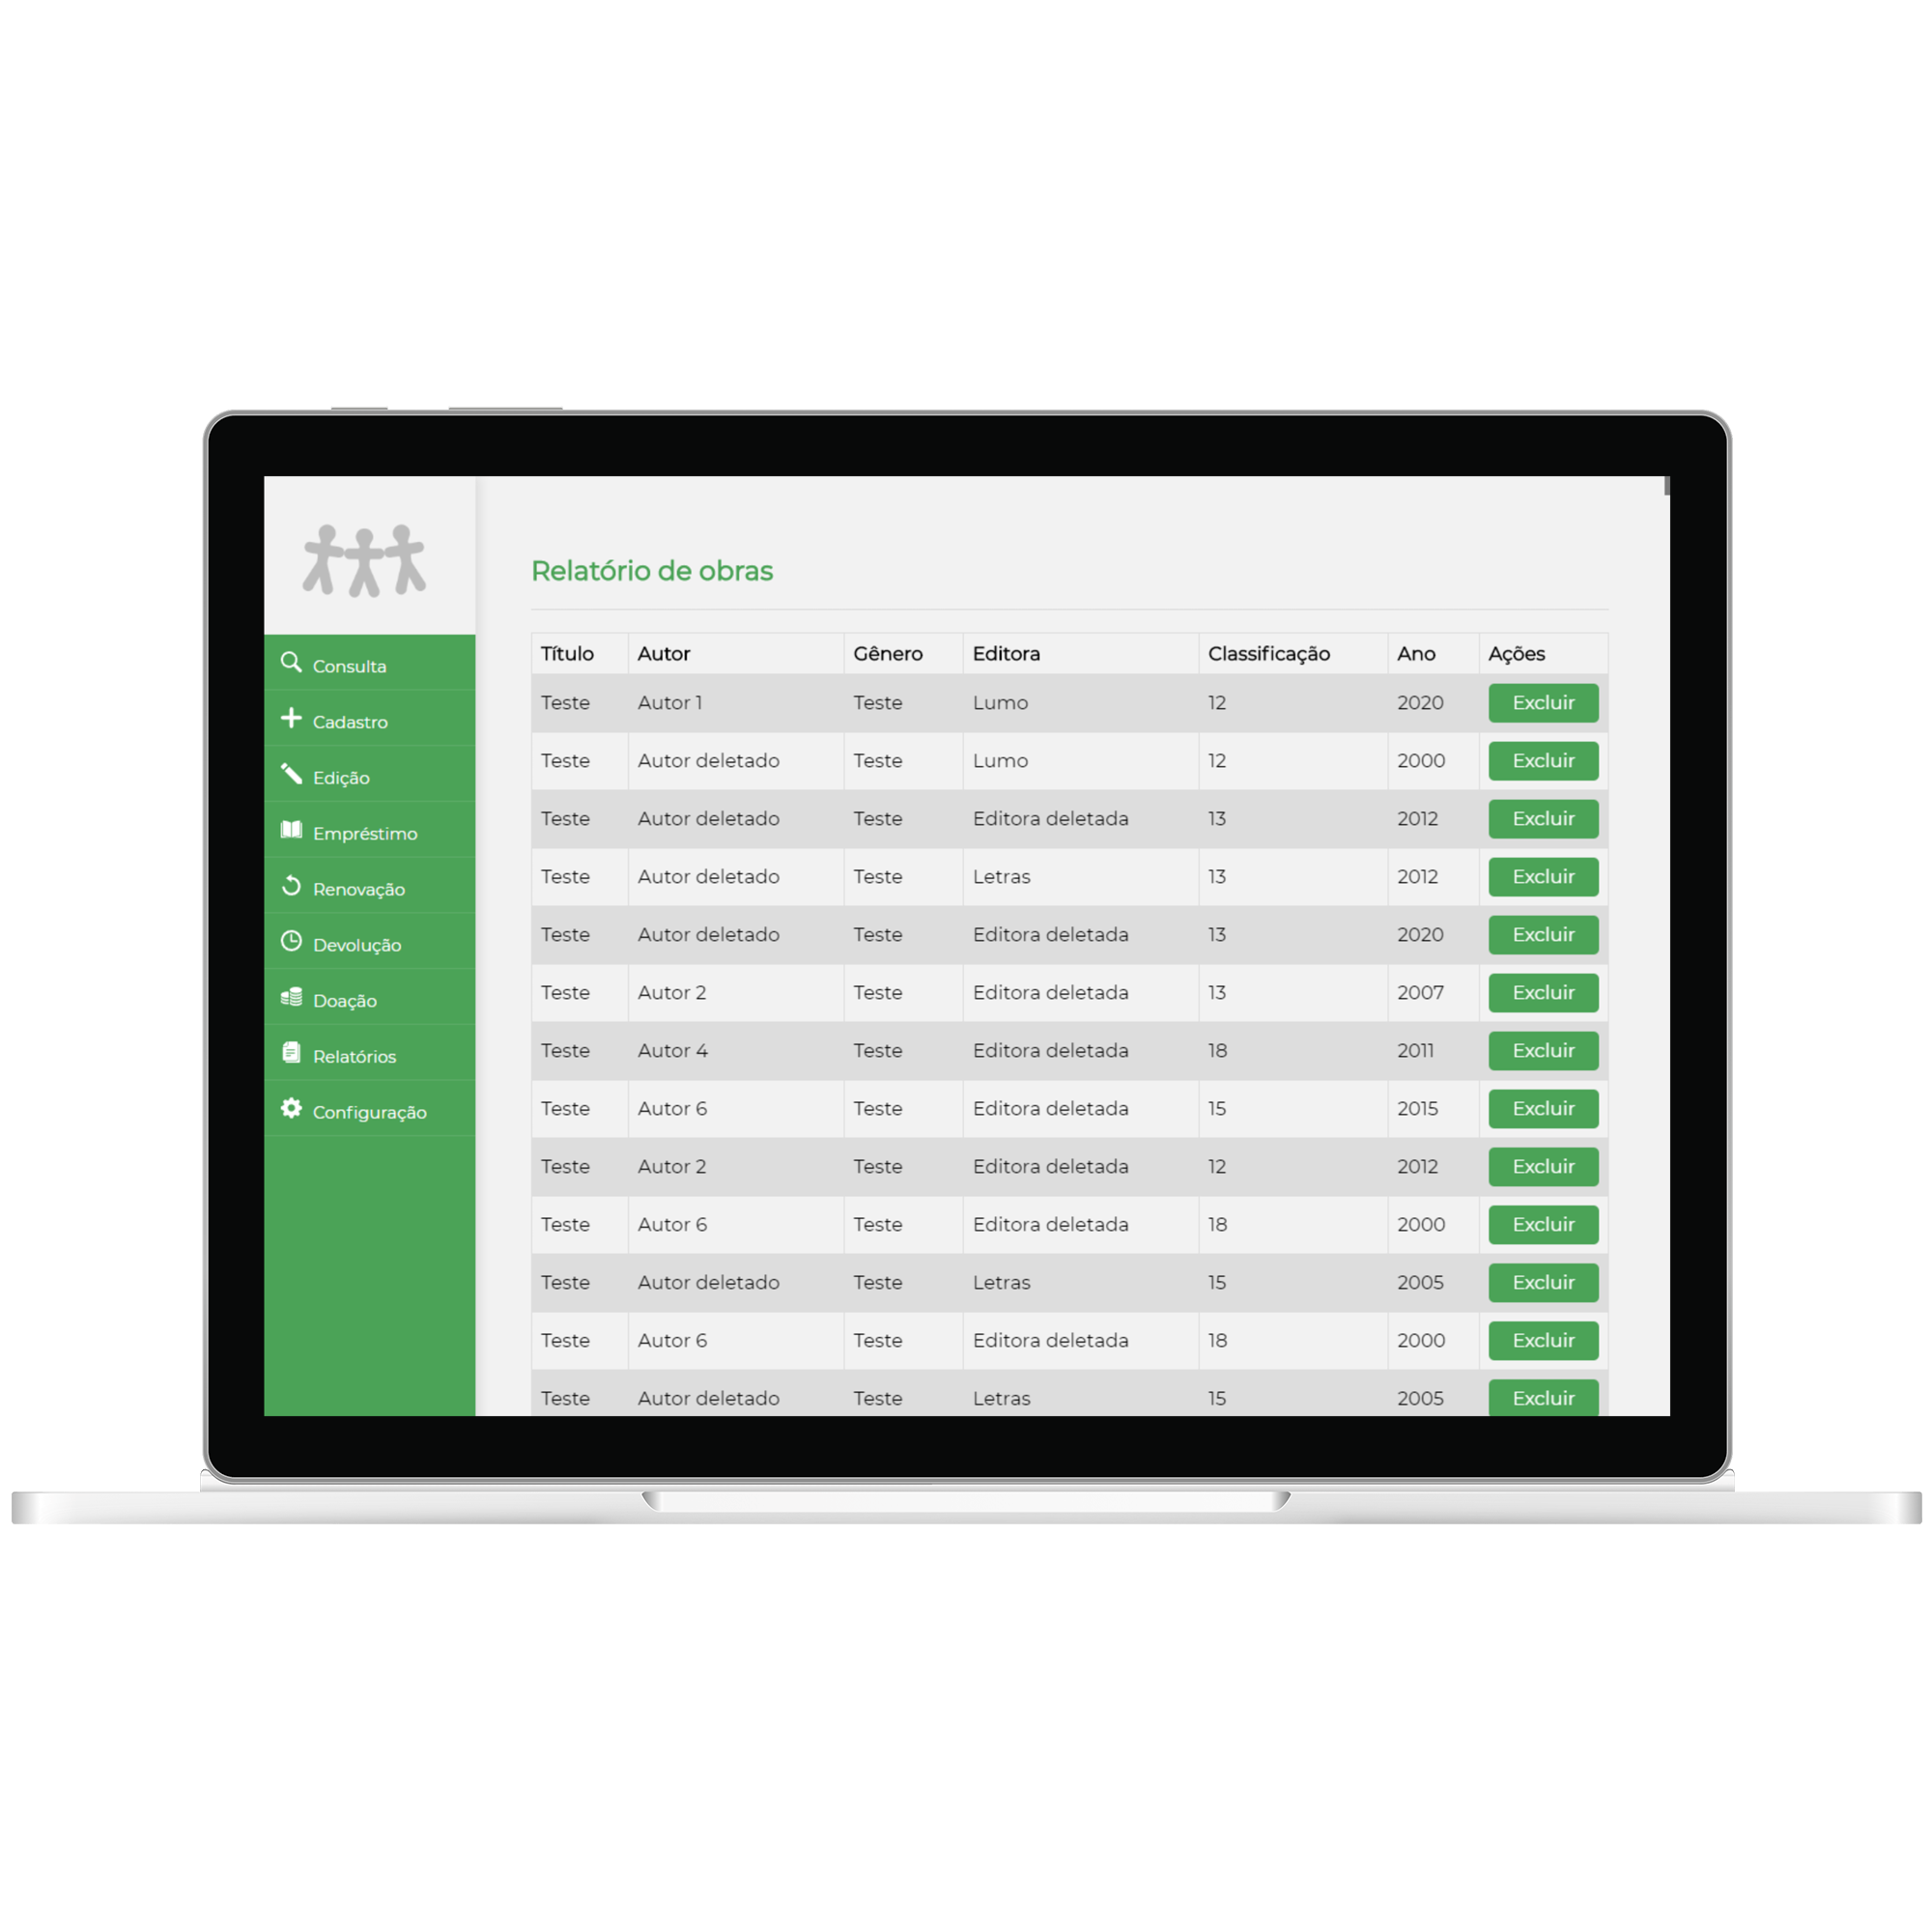 Consulta
Cadastro
Edição
Empréstimo
Renovação
Devolução
Doação
Relatórios
Configuração
Relatório de obras
Título Autor Gênero Editora Classificação Ano Ações
Teste Autor 1 Teste Lumo 12 2020 Excluir
Teste Autor deletado Teste Lumo 12 2000 Excluir
Teste Autor deletado Teste Editora deletada 13 2012 Excluir
Teste Autor deletado Teste Letras 13 2012 Excluir
Teste Autor deletado Teste Editora deletada 13 2020 Excluir
Teste Autor 2 Teste Editora deletada 13 2007 Excluir
Teste Autor 4 Teste Editora deletada 18 2011 Excluir
Teste Autor 6 Teste Editora deletada 15 2015 Excluir
Teste Autor 2 Teste Editora deletada 12 2012 Excluir
Teste Autor 6 Teste Editora deletada 18 2000 Excluir
Teste Autor deletado Teste Letras 15 2005 Excluir
Teste Autor 6 Teste Editora deletada 18 2000 Excluir
Teste Autor deletado Teste Letras 15 2005 Excluir